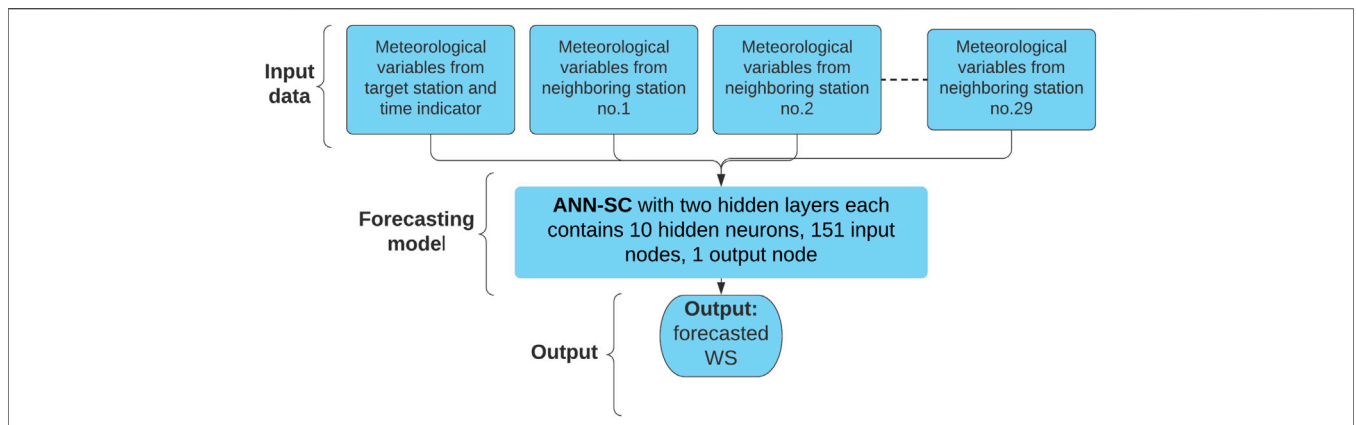 Input
data
Meteorological
variables from
target station and
time indicator
Meteorological
variables from
neighboring station
no.1
Meteorological
variables from
neighboring station
no.2
Meteorological
variables from
neighboring station
no.29
Forecasting
model
ANN-SC with two hidden layers each
contains 10 hidden neurons, 151 input
nodes, 1 output node
Output
Output:
forecasted
WS